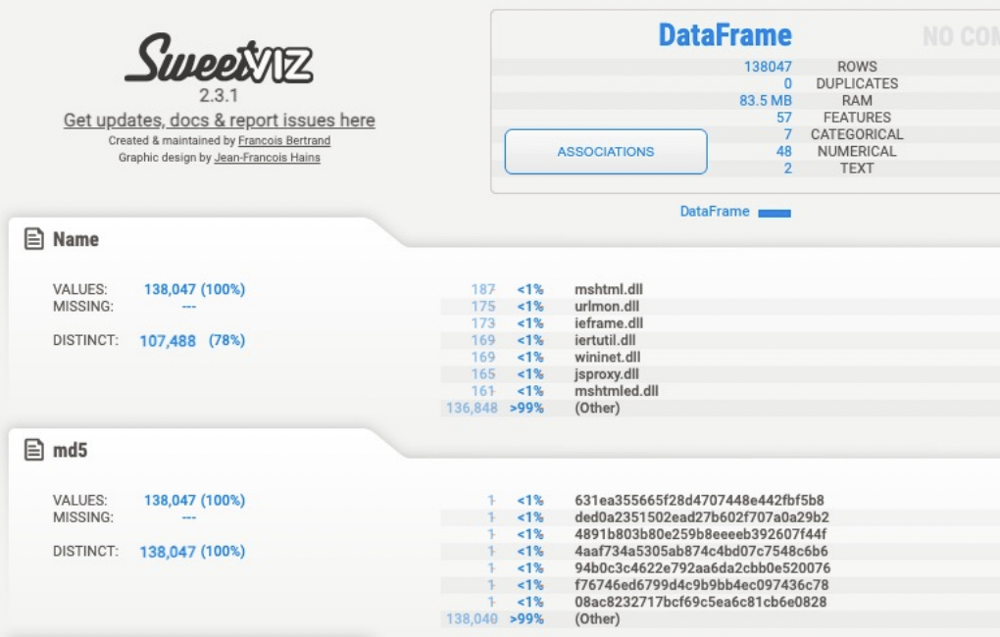 SweetVIZ
2.3.1
Get updates, docs & report issues here
Created & maintained by Francois Bertrand
Graphic design by Jean-Francois Hains
DataFrame
NO COM
138047 ROWS
0 DUPLICATES
83.5 MB RAM
57 FEATURES
7 CATEGORICAL
48 NUMERICAL
2 TEXT
ASSOCIATIONS
DataFrame
Name
VALUES: 138,047 (100%)
MISSING: ---
DISTINCT: 107,488 (78%)
187 <1% mshtml.dll
175 <1% urlmon.dll
173 <1% ieframe.dll
169 <1% iertutil.dll
169 <1% wininet.dll
165 <1% jsproxy.dll
161 <1% mshtmled.dll
136,848 >99% (Other)
md5
VALUES: 138,047 (100%)
MISSING: ---
DISTINCT: 138,047 (100%)
1 <1% 631ea355665f28d4707448e442fbf5b8
1 <1% ded0a2351502ead27b602f707a0a29b2
1 <1% 4891b803b80e259b8eeeeb392607f44f
1 <1% 4aaf734a5305ab874c4bd07c7548c6b6
1 <1% 94b0c3c4622e792aa6da2cbb0e520076
1 <1% f76746ed6799d4c9b9bb4ec097436c78
1 <1% 08ac8232717bcf69c5ea6c81cb6e0828
138,040 >99% (Other)